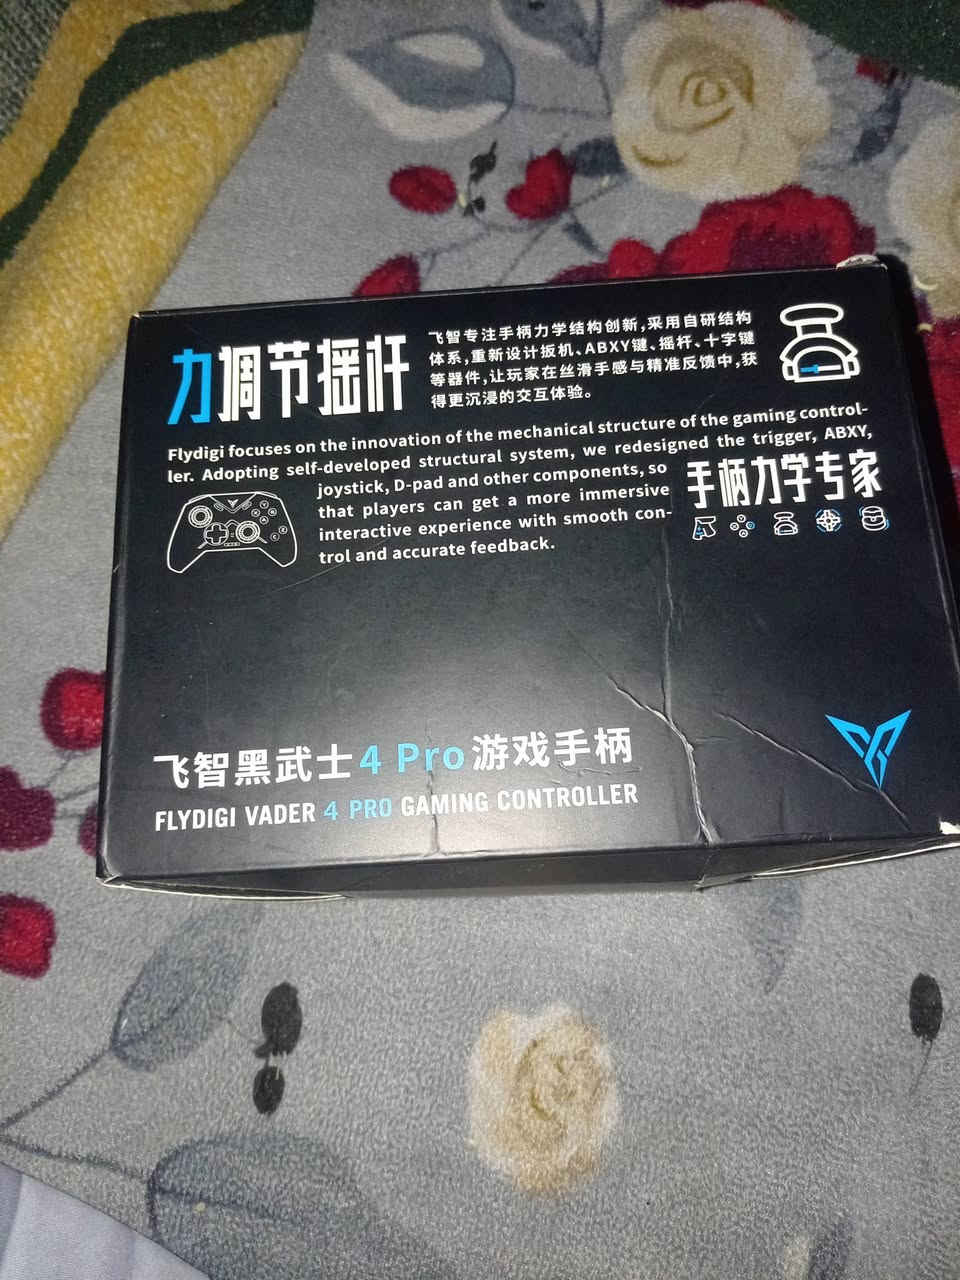 力调节摇杆
飞智专注手柄力学结构创新,采用自研结构
体系,重新设计扳机、ABXY键、摇杆、十字键
等器件,让玩家在丝滑手感与精准反馈中,获
得更沉浸的交互体验。
Flydigi focuses on the innovation of the mechanical structure of the gaming control-
ler. Adopting self-developed structural system, we redesigned the trigger, ABXY,
joystick, D-pad and other components, so
that players can get a more immersive
interactive experience with smooth con-
trol and accurate feedback.
手柄力学专家
飞智黑武士4 Pro游戏手柄
FLYDIGI VADER 4 PRO GAMING CONTROLLER